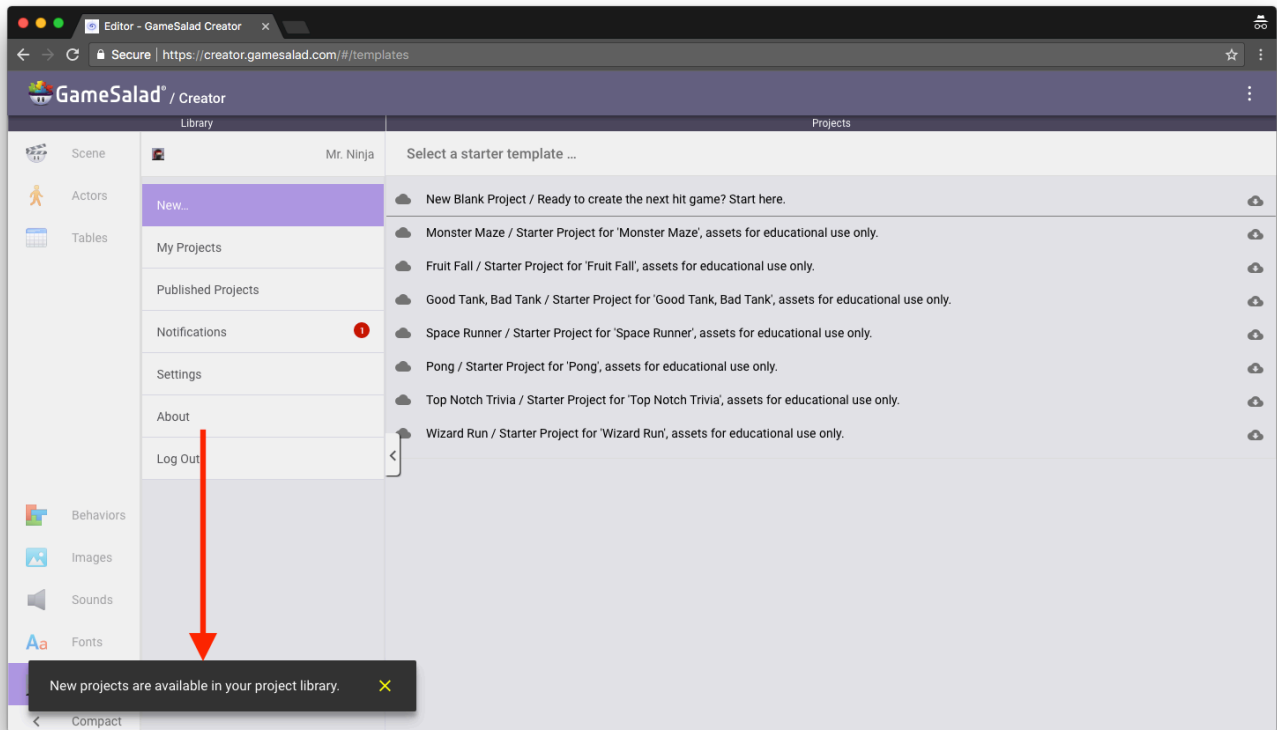 Editor - GameSalad Creator
Secure | https://creator.gamesalad.com/#/templates
GameSalad® / Creator
Library
Projects
Scene
Actors
Tables
Behaviors
Images
Sounds
Aa Fonts
Compact
Mr. Ninja
New...
My Projects
Published Projects
Notifications 1
Settings
About
Log Out
Select a starter template ...
New Blank Project / Ready to create the next hit game? Start here.
Monster Maze / Starter Project for 'Monster Maze', assets for educational use only.
Fruit Fall / Starter Project for 'Fruit Fall', assets for educational use only.
Good Tank, Bad Tank / Starter Project for 'Good Tank, Bad Tank', assets for educational use only.
Space Runner / Starter Project for 'Space Runner', assets for educational use only.
Pong / Starter Project for 'Pong', assets for educational use only.
Top Notch Trivia / Starter Project for 'Top Notch Trivia', assets for educational use only.
Wizard Run / Starter Project for 'Wizard Run', assets for educational use only.
New projects are available in your project library.